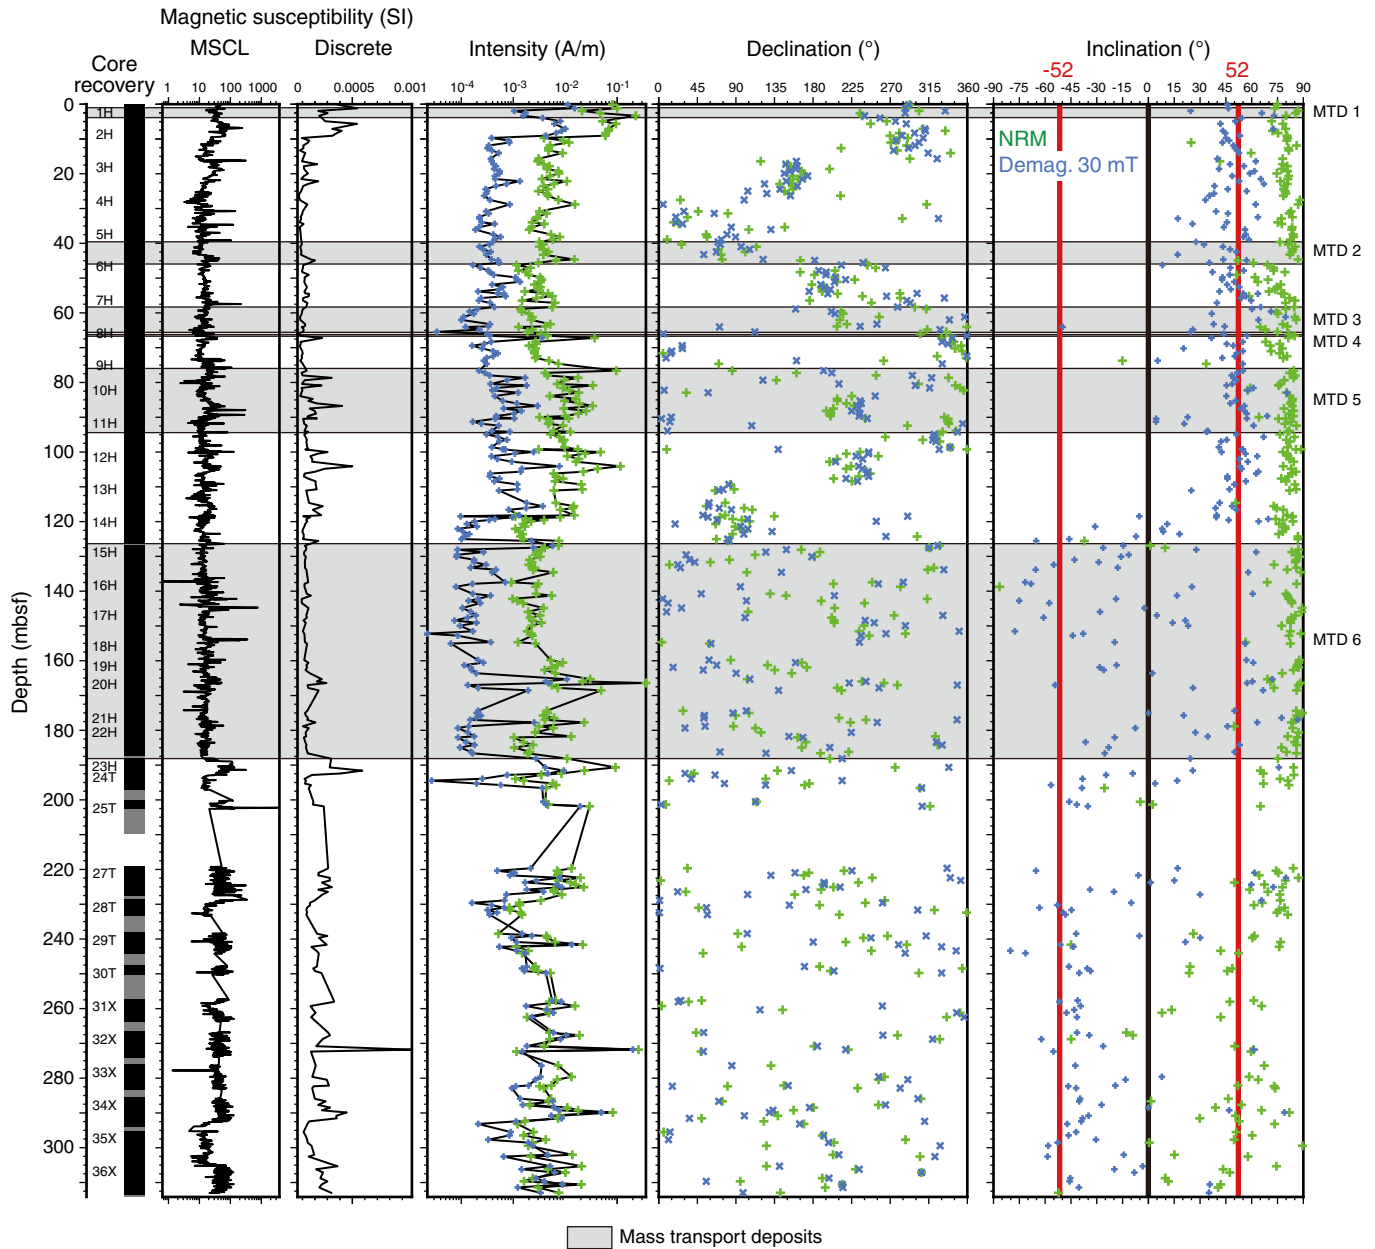 Magnetic susceptibility (SI)
Core recovery
MSCL
Discrete
Intensity (A/m)
Declination (°)
Inclination (°)
-52
52
1 10 100 1000
0 0.0005 0.001
10-4 10-3 10-2 10-1
0 45 90 135 180 225 270 315 360
-90 -75 -60 -45 -30 -15 0 15 30 45 60 75 90
NRM
Demag. 30 mT
Depth (mbsf)
0
20
40
60
80
100
120
140
160
180
200
220
240
260
280
300
1H
2H
3H
4H
5H
6H
7H
8H
9H
10H
11H
12H
13H
14H
15H
16H
17H
18H
19H
20H
21H
22H
23H
24T
25T
27T
28T
29T
30T
31X
32X
33X
34X
35X
36X
MTD 1
MTD 2
MTD 3
MTD 4
MTD 5
MTD 6
Mass transport deposits